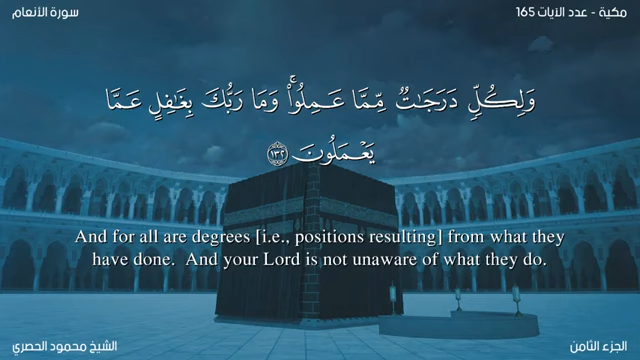 مكية - عدد الآيات 165
سورة الأنعام
وَلِكُلٍّ دَرَجَٰتٌ مِّمَّا عَمِلُوا۟ ۚ وَمَا رَبُّكَ بِغَٰفِلٍ عَمَّا
يَعْمَلُونَ ١٣٢
And for all are degrees [i.e., positions resulting] from what they
have done.  And your Lord is not unaware of what they do.
الجزء الثامن
الشيخ محمود الحصري